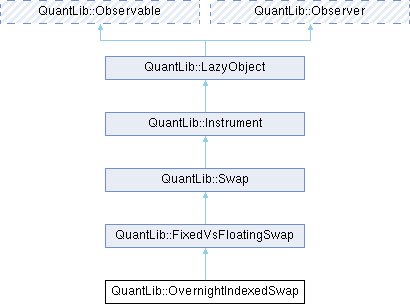 QuantLib::Observable QuantLib::Observer
QuantLib::LazyObject
QuantLib::Instrument
QuantLib::Swap
QuantLib::FixedVsFloatingSwap
QuantLib::OvernightIndexedSwap